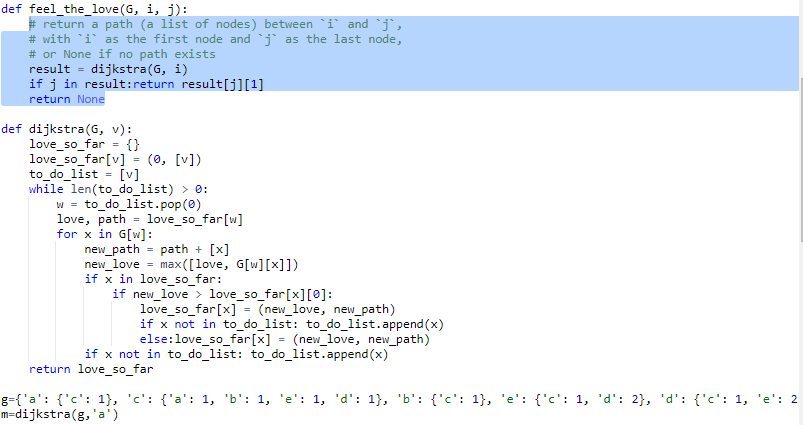 def feel_the_love(G, i, j):
    # return a path (a list of nodes) between `i` and `j`,
    # with `i` as the first node and `j` as the last node,
    # or None if no path exists
    result = dijkstra(G, i)
    if j in result:return result[j][1]
    return None

def dijkstra(G, v):
    love_so_far = {}
    love_so_far[v] = (0, [v])
    to_do_list = [v]
    while len(to_do_list) > 0:
        w = to_do_list.pop(0)
        love, path = love_so_far[w]
        for x in G[w]:
            new_path = path + [x]
            new_love = max([love, G[w][x]])
            if x in love_so_far:
                if new_love > love_so_far[x][0]:
                    love_so_far[x] = (new_love, new_path)
                    if x not in to_do_list: to_do_list.append(x)
                    else:love_so_far[x] = (new_love, new_path)
            if x not in to_do_list: to_do_list.append(x)
    return love_so_far

g={'a': {'c': 1}, 'c': {'a': 1, 'b': 1, 'e': 1, 'd': 1}, 'b': {'c': 1}, 'e': {'c': 1, 'd': 2}, 'd': {'c': 1, 'e': 2
m=dijkstra(g,'a')